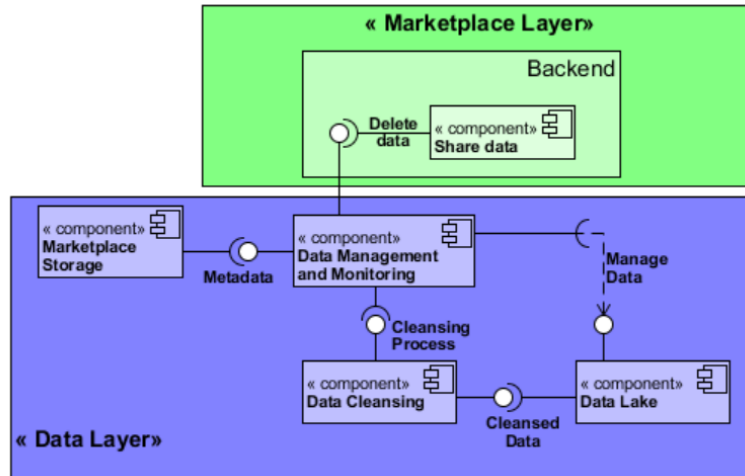 « Marketplace Layer»
Backend
Delete
data
« component»
Share data
« component»
Marketplace
Storage
Metadata
« component»
Data Management
and Monitoring
Manage
Data
Cleansing
Process
« component»
Data Cleansing
Cleansed
Data
« component»
Data Lake
« Data Layer»